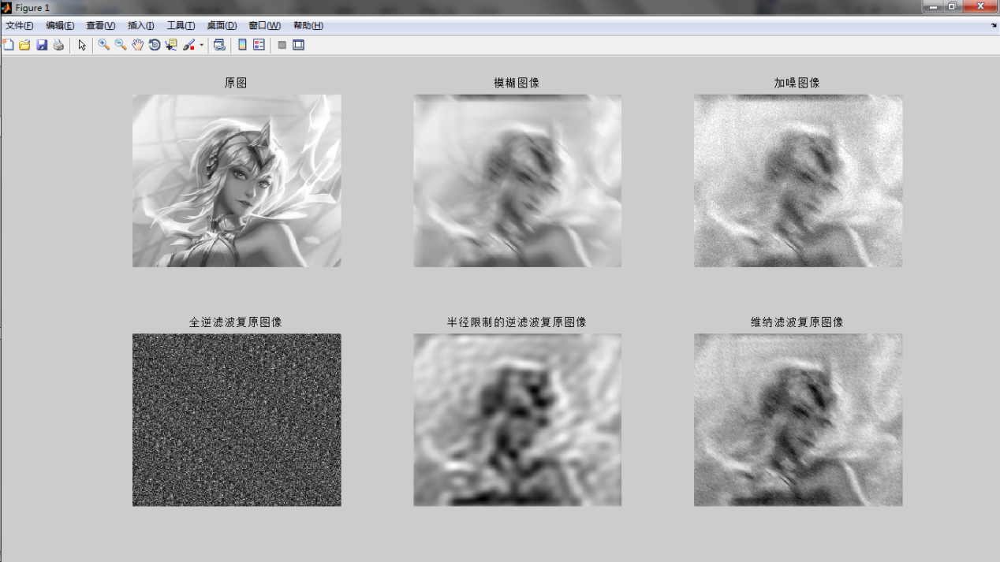 Figure 1
文件(F) 编辑(E) 查看(V) 插入(I) 工具(T) 桌面(D) 窗口(W) 帮助(H)
原图 模糊图像 加噪图像
全逆滤波复原图像 半径限制的逆滤波复原图像 维纳滤波复原图像